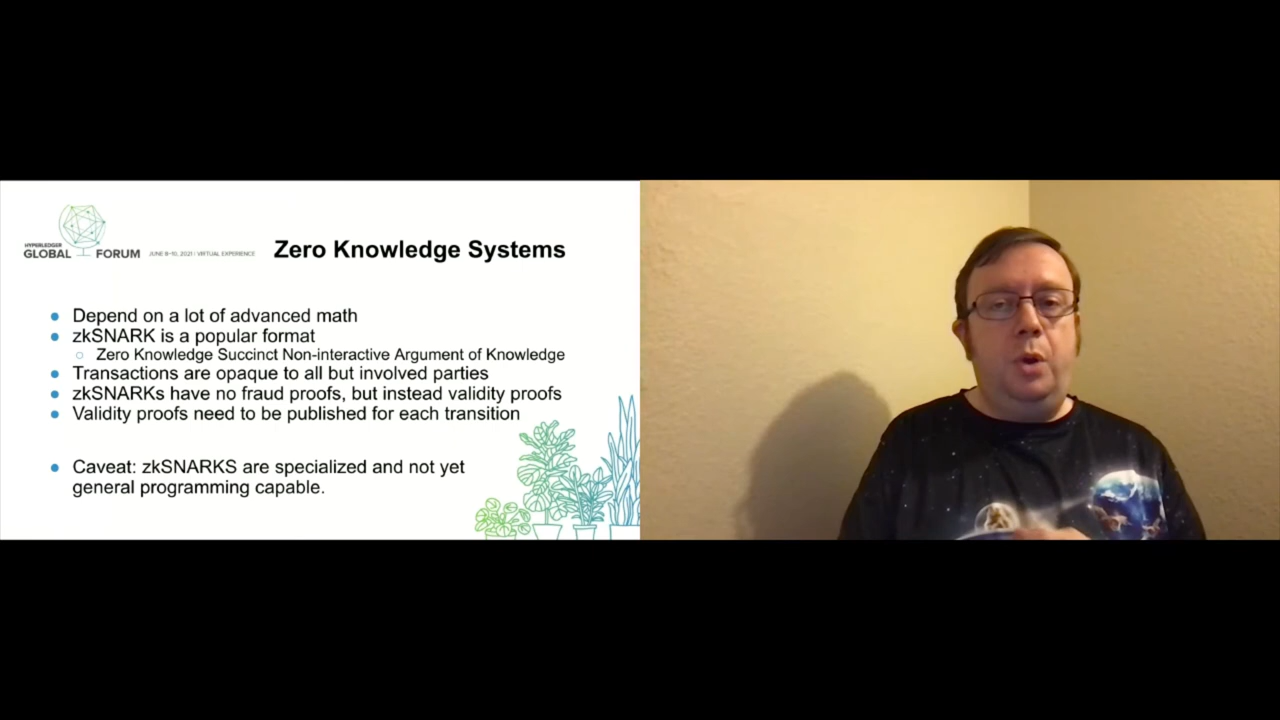 HYPERLEDGER
GLOBAL FORUM
JUNE 8-10, 2021 / VIRTUAL EXPERIENCE
Zero Knowledge Systems
Depend on a lot of advanced math
zkSNARK is a popular format
Zero Knowledge Succinct Non-interactive Argument of Knowledge
Transactions are opaque to all but involved parties
zkSNARKs have no fraud proofs, but instead validity proofs
Validity proofs need to be published for each transition
Caveat: zkSNARKS are specialized and not yet
general programming capable.